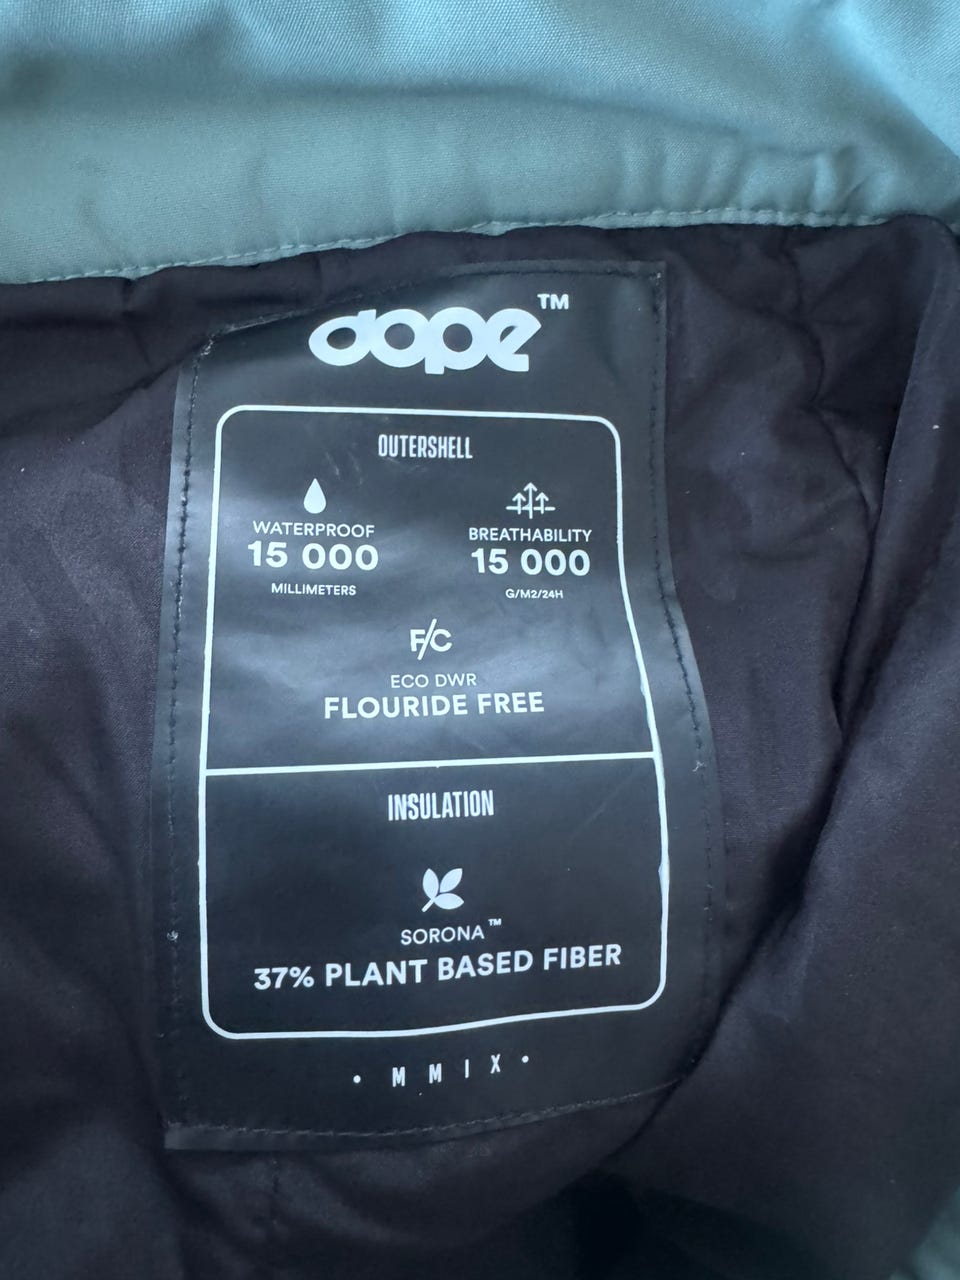 dope™
OUTERSHELL
WATERPROOF BREATHABILITY
15 000 15 000
MILLIMETERS G/M2/24H
F/C
ECO DWR
FLOURIDE FREE
INSULATION
SORONA™
37% PLANT BASED FIBER
• M M I X •